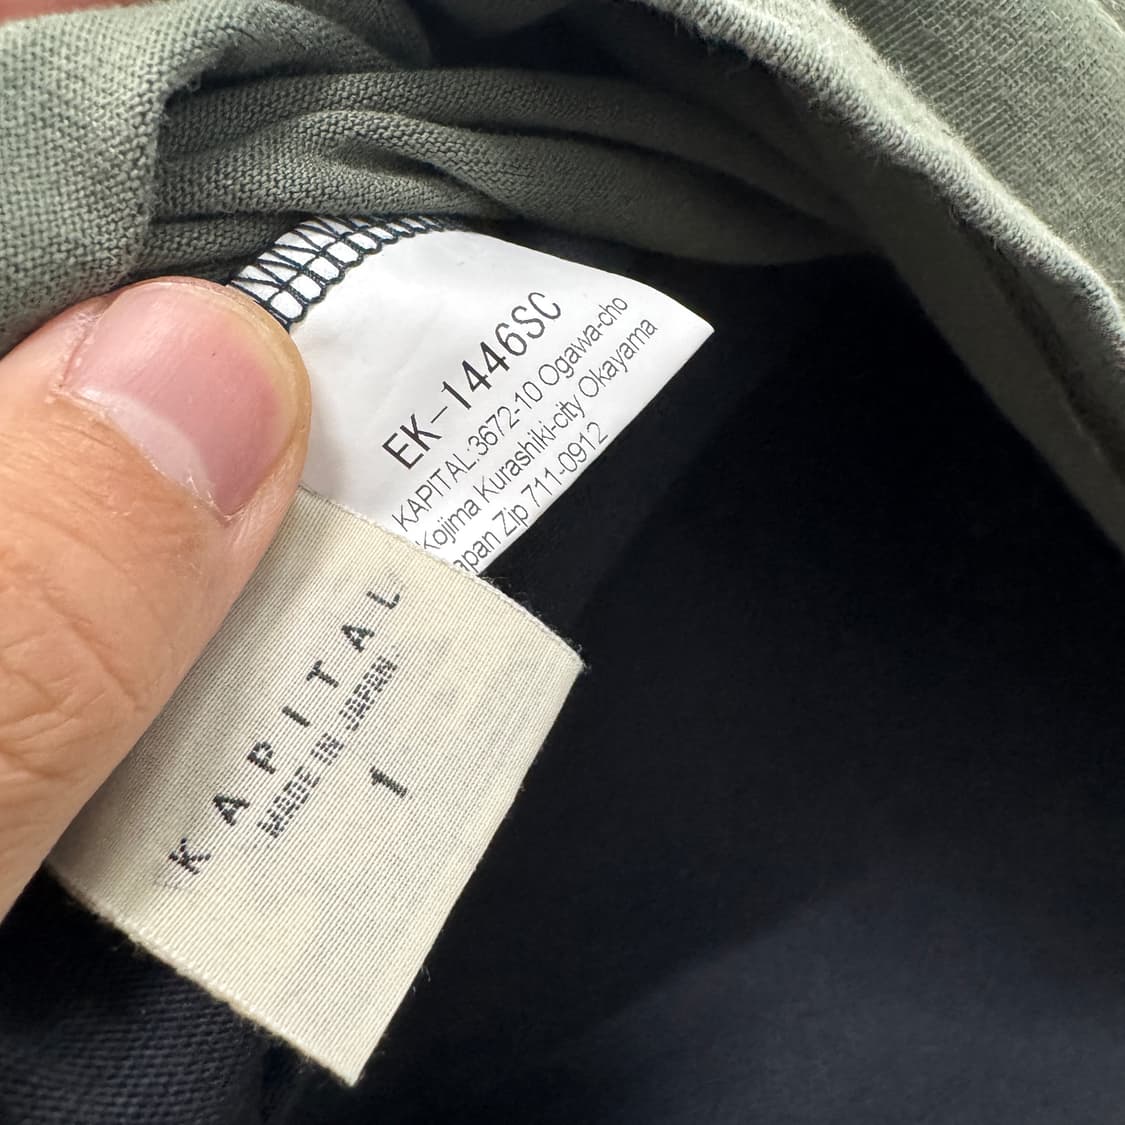 EK-1446SC
KAPITAL:3672-10 Ogawa-cho
Kojima Kurashiki-city Okayama
apan Zip 711-0912
KAPITAL
MADE IN JAPAN
1